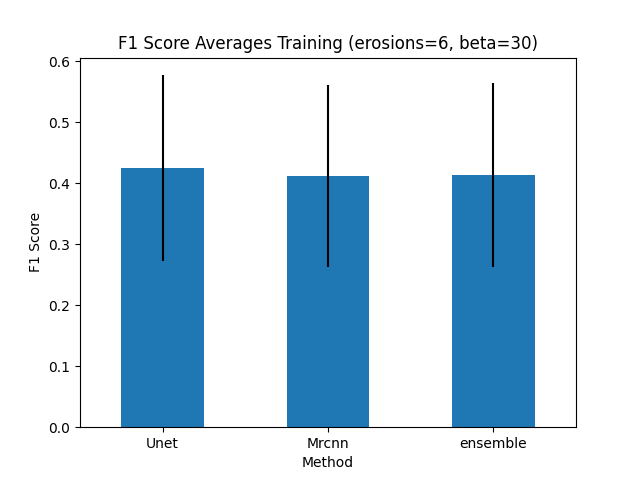 F1 Score Averages Training (erosions=6, beta=30)
0.6
0.5
0.4
0.3
0.2
0.1
0.0
F1 Score
Unet
Mrcnn
ensemble
Method